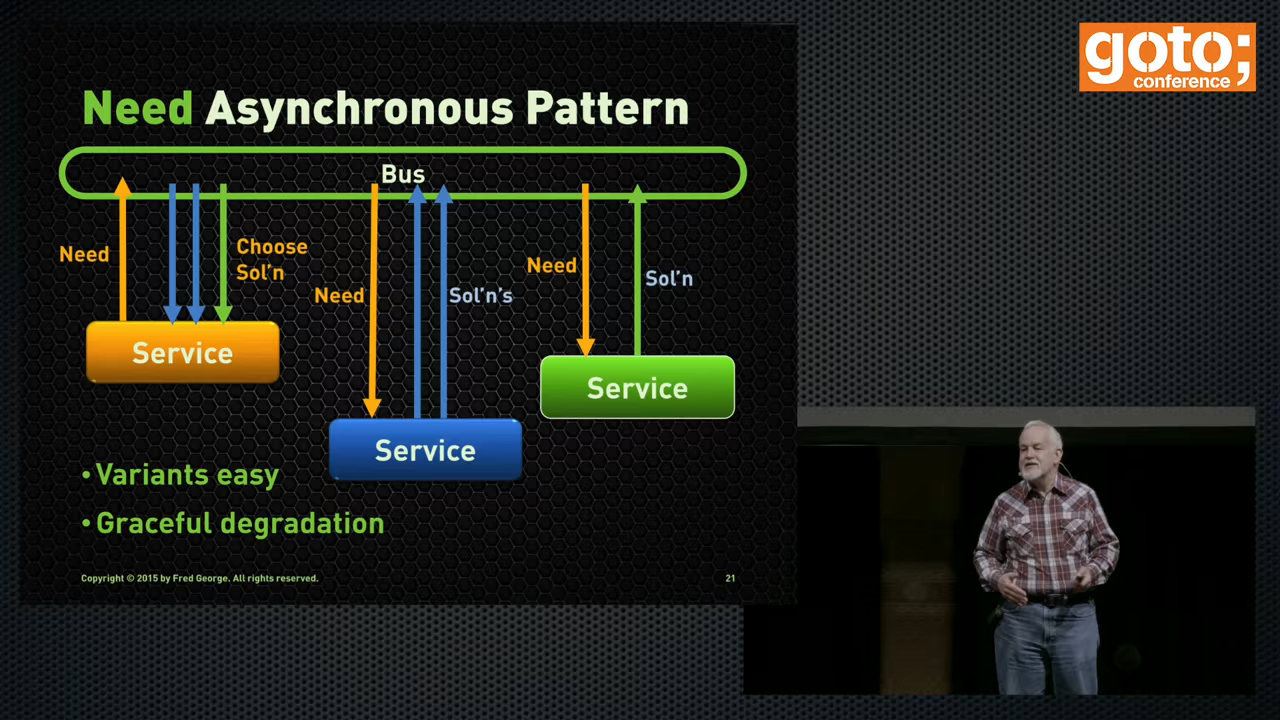 goto;
conference
Need Asynchronous Pattern
Bus
Need
Choose
Sol'n
Need
Sol'n's
Need
Sol'n
Service
Service
Service
• Variants easy
• Graceful degradation
Copyright © 2015 by Fred George. All rights reserved.
21